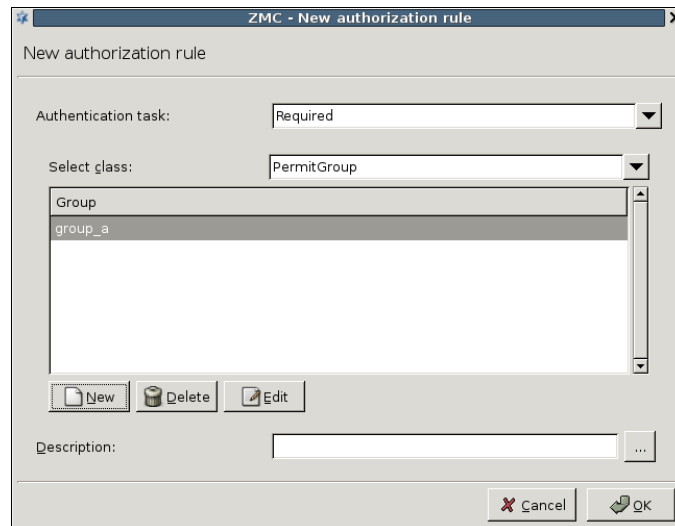 ZMC - New authorization rule
New authorization rule
Authentication task: Required
Select class: PermitGroup
Group
group_a
New Delete Edit
Description: ...
Cancel OK